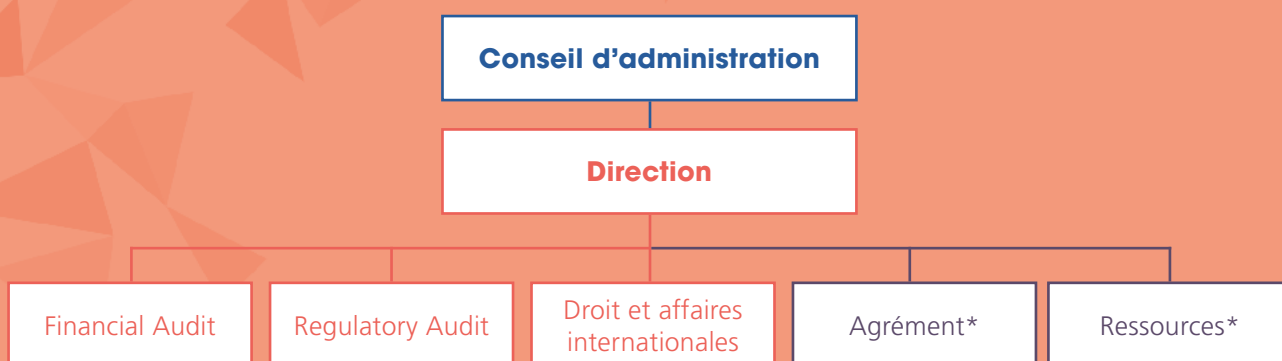 Conseil d’administration
Direction
Financial Audit
Regulatory Audit
Droit et affaires
internationales
Agrément*
Ressources*